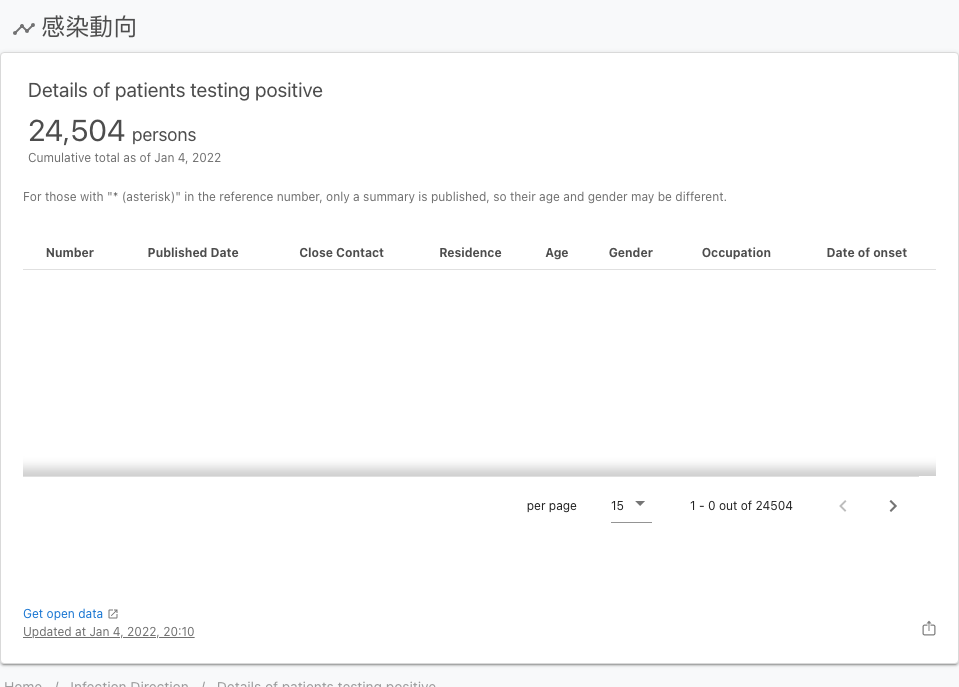 感染動向
Details of patients testing positive
24,504 persons
Cumulative total as of Jan 4, 2022
For those with "* (asterisk)" in the reference number, only a summary is published, so their age and gender may be different.
Number Published Date Close Contact Residence Age Gender Occupation Date of onset
per page 15 1 - 0 out of 24504
Get open data
Updated at Jan 4, 2022, 20:10
Home / Infection Direction / Details of patients testing positive